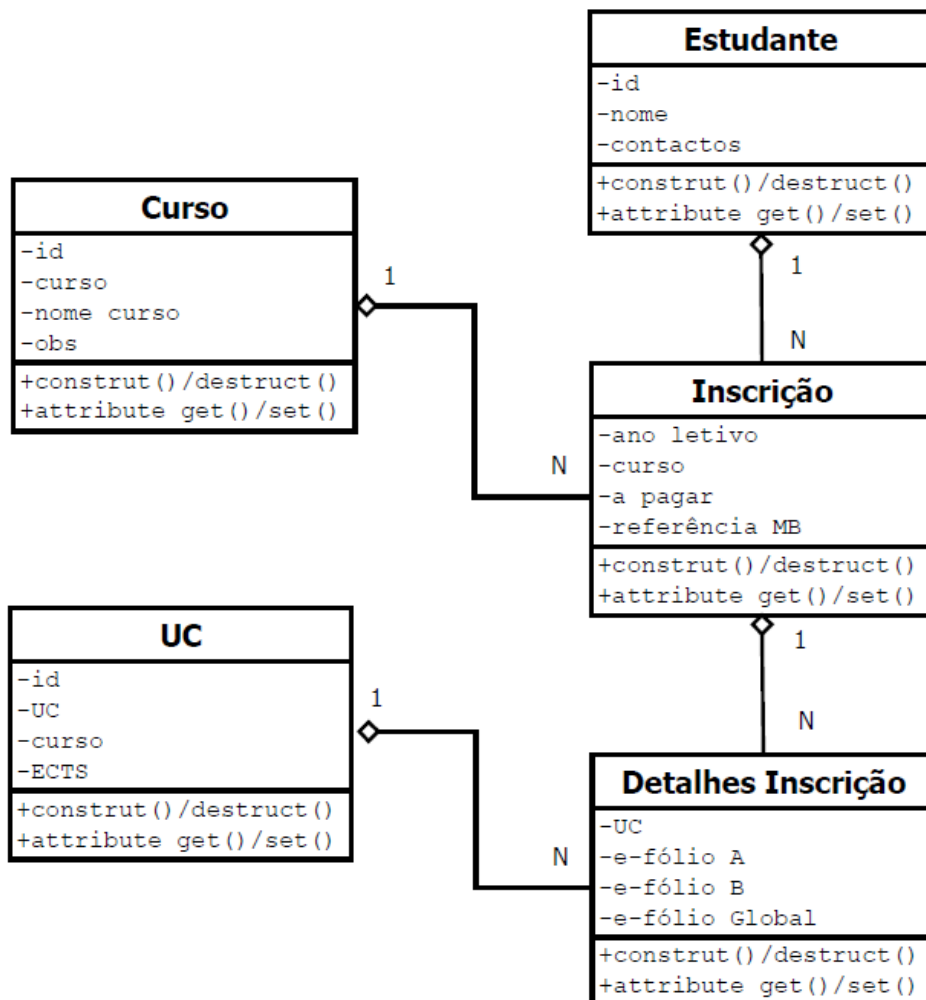 Estudante
-id
-nome
-contactos
+construt()/destruct()
+attribute get()/set()
1
N
Curso
-id
-curso
-nome curso
-obs
+construt()/destruct()
+attribute get()/set()
1
N
Inscrição
-ano letivo
-curso
-a pagar
-referência MB
+construt()/destruct()
+attribute get()/set()
1
N
UC
-id
-UC
-curso
-ECTS
+construt()/destruct()
+attribute get()/set()
1
N
Detalhes Inscrição
-UC
-e-fólio A
-e-fólio B
-e-fólio Global
+construt()/destruct()
+attribute get()/set()